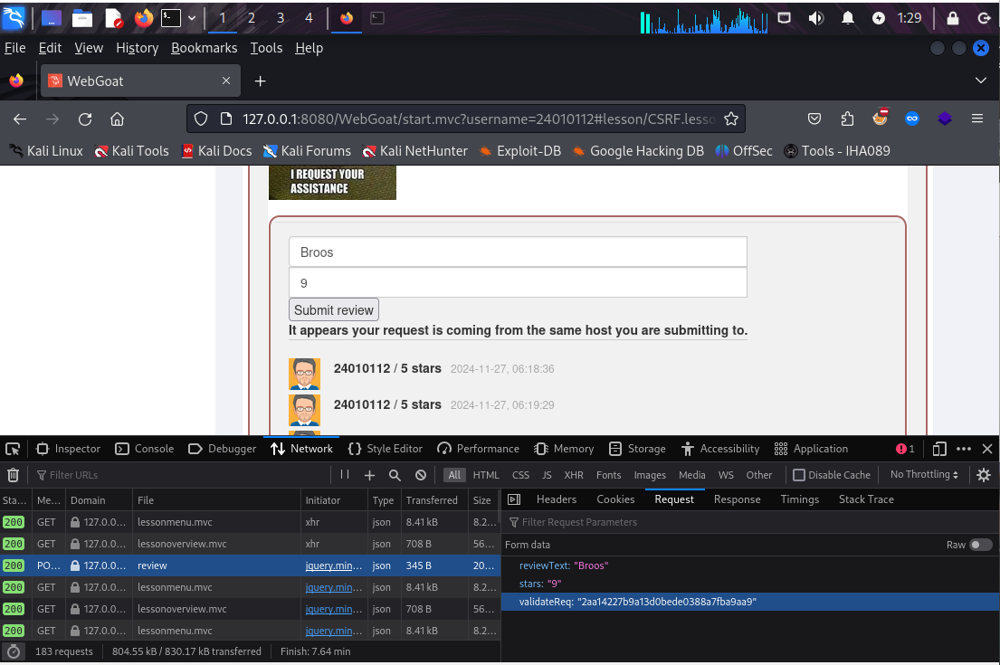 1 2 3 4 1:29
File Edit View History Bookmarks Tools Help
WebGoat
127.0.0.1:8080/WebGoat/start.mvc?username=24010112#lesson/CSRF.lesso
Kali Linux Kali Tools Kali Docs Kali Forums Kali NetHunter Exploit-DB Google Hacking DB OffSec Tools - IHA089
I REQUEST YOUR
ASSISTANCE
Broos
9
Submit review
It appears your request is coming from the same host you are submitting to.
24010112 / 5 stars 2024-11-27, 06:18:36
24010112 / 5 stars 2024-11-27, 06:19:29
Inspector Console Debugger Network Style Editor Performance Memory Storage Accessibility Application 1
Filter URLs All HTML CSS JS XHR Fonts Images Media WS Other Disable Cache No Throttling
Sta... Me... Domain File Initiator Type Transferred Size
200 GET 127.0.0... lessonmenu.mvc xhr json 8.41 kB 8.2...
200 GET 127.0.0... lessonoverview.mvc xhr json 708 B 56...
200 PO... 127.0.0... review jquery.min... json 345 B 20...
200 GET 127.0.0... lessonmenu.mvc jquery.min... json 8.41 kB 8.2...
200 GET 127.0.0... lessonoverview.mvc jquery.min... json 708 B 56...
200 GET 127.0.0... lessonmenu.mvc jquery.min... json 8.41 kB 8.2...
183 requests 804.55 kB / 830.17 kB transferred Finish: 7.64 min
Headers Cookies Request Response Timings Stack Trace
Filter Request Parameters
Form data Raw
reviewText: "Broos"
stars: "9"
validateReq: "2aa14227b9a13d0bede0388a7fba9aa9"